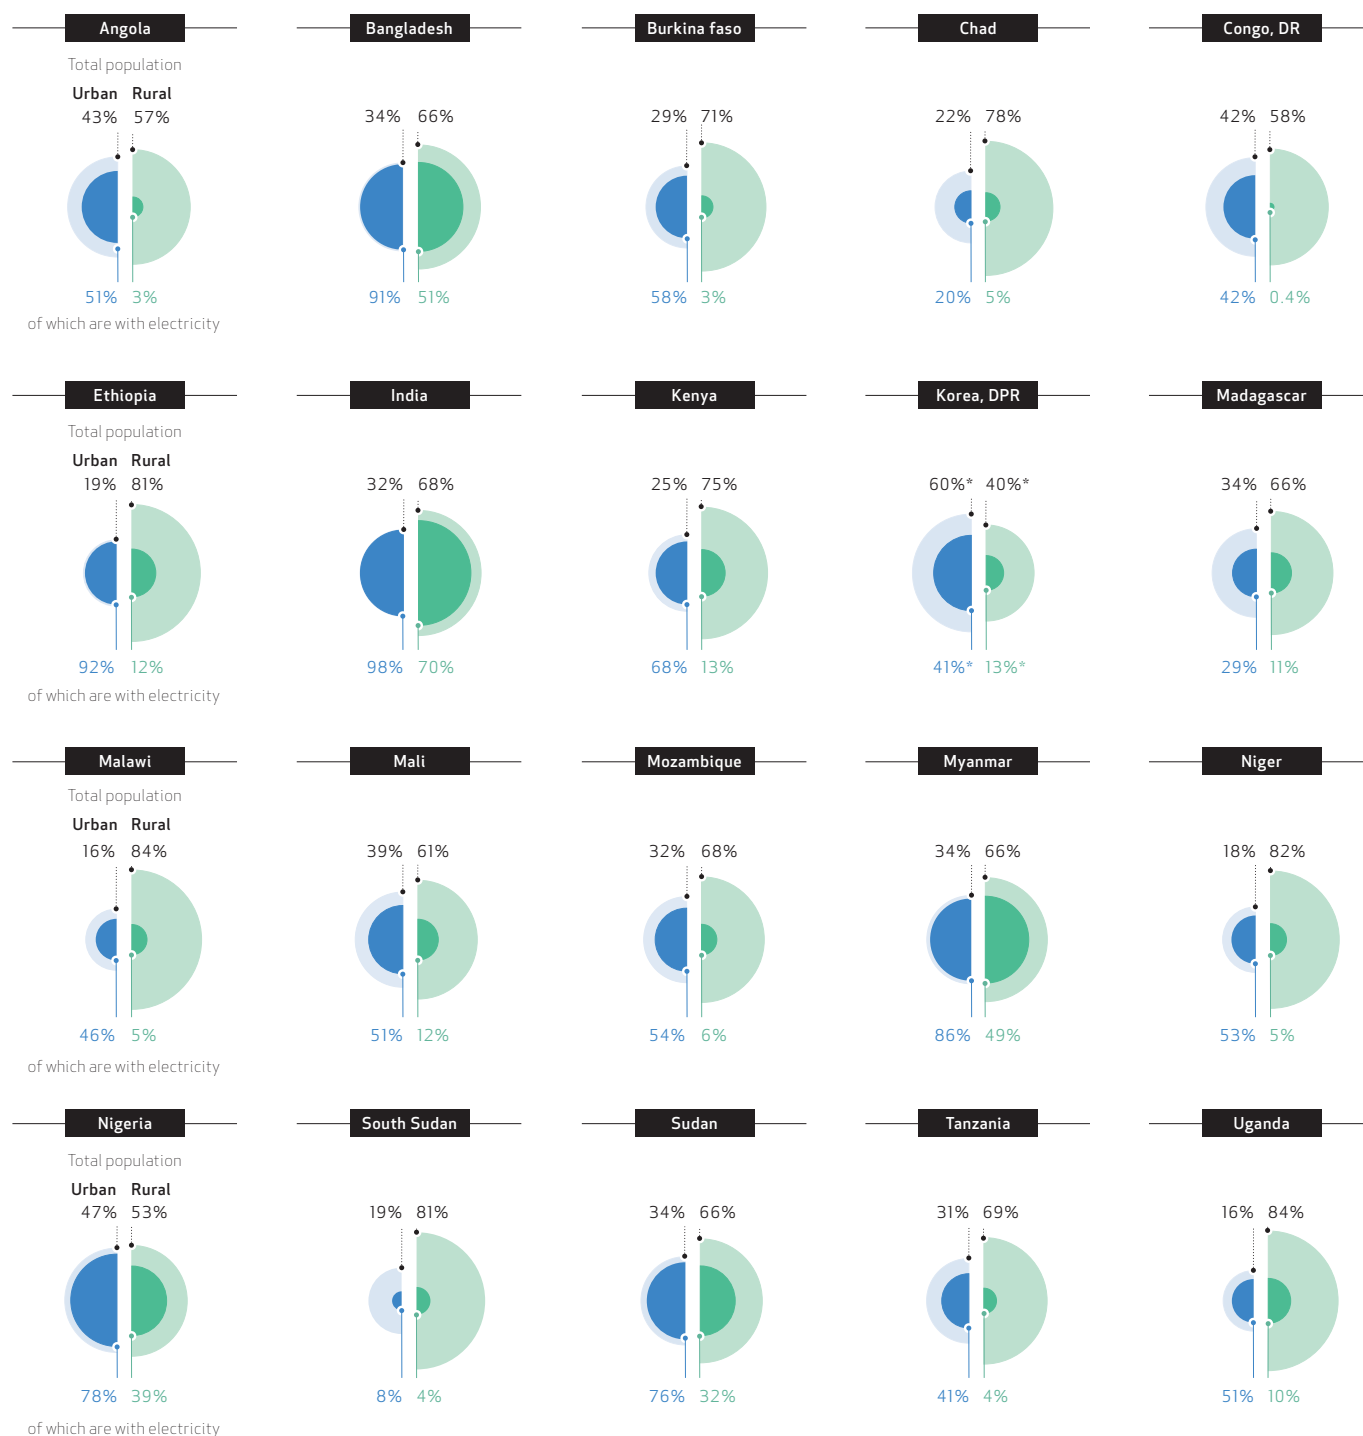 Angola
Bangladesh
Burkina faso
Chad
Congo, DR
Total population
Urban Rural
43% 57%
34% 66%
29% 71%
22% 78%
42% 58%
51% 3%
91% 51%
58% 3%
20% 5%
42% 0.4%
of which are with electricity
Ethiopia
India
Kenya
Korea, DPR
Madagascar
Total population
Urban Rural
19% 81%
32% 68%
25% 75%
60%* 40%*
34% 66%
92% 12%
98% 70%
68% 13%
41%* 13%*
29% 11%
of which are with electricity
Malawi
Mali
Mozambique
Myanmar
Niger
Total population
Urban Rural
16% 84%
39% 61%
32% 68%
34% 66%
18% 82%
46% 5%
51% 12%
54% 6%
86% 49%
53% 5%
of which are with electricity
Nigeria
South Sudan
Sudan
Tanzania
Uganda
Total population
Urban Rural
47% 53%
19% 81%
34% 66%
31% 69%
16% 84%
78% 39%
8% 4%
76% 32%
41% 4%
51% 10%
of which are with electricity